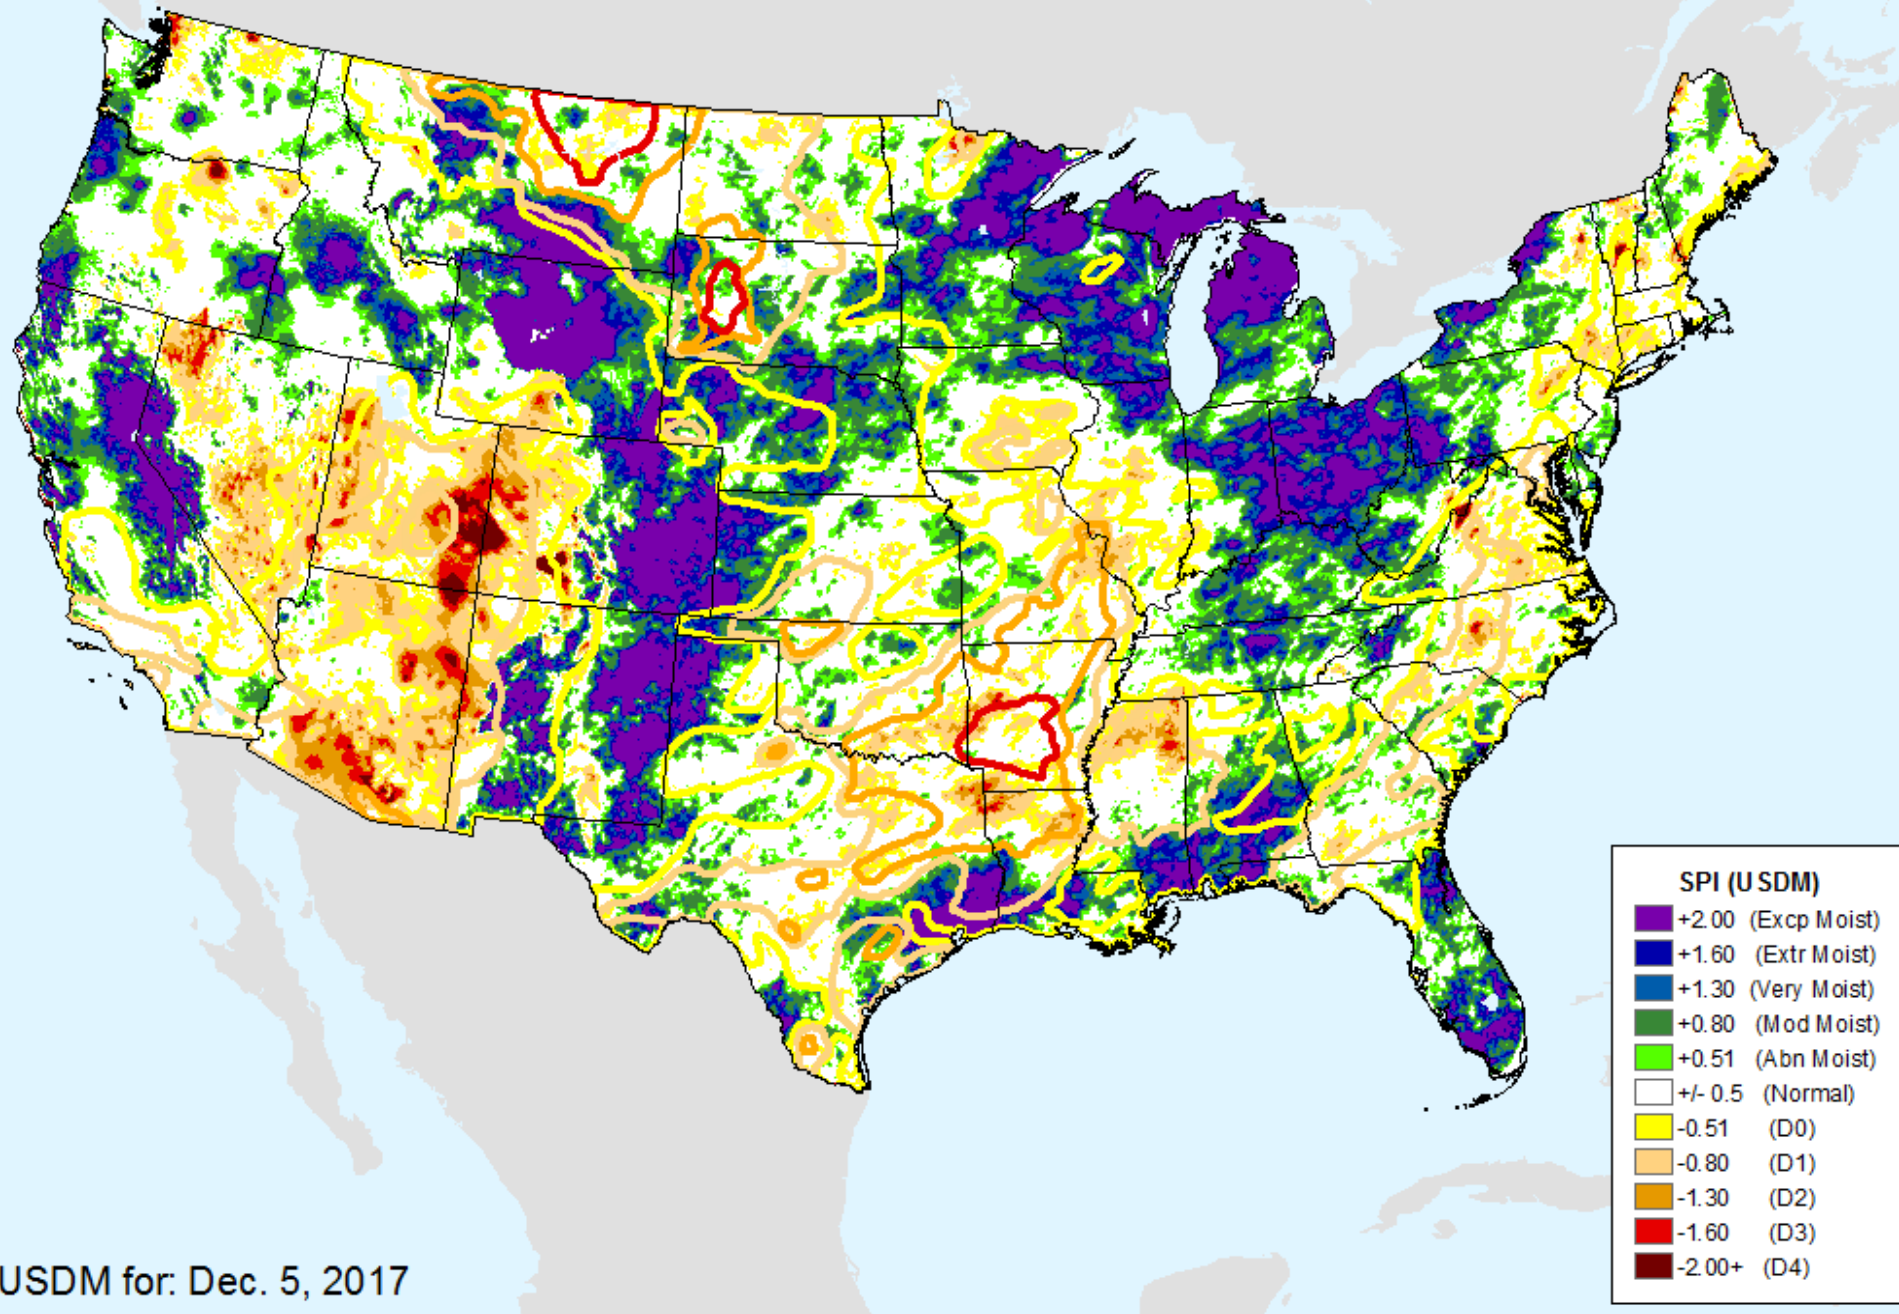 SPI (USDM)
+2.00 (Excp Moist)
+1.60 (Extr Moist)
+1.30 (Very Moist)
+0.80 (Mod Moist)
+0.51 (Abn Moist)
+/- 0.5 (Normal)
-0.51 (D0)
-0.80 (D1)
-1.30 (D2)
-1.60 (D3)
-2.00+ (D4)
USDM for: Dec. 5, 2017